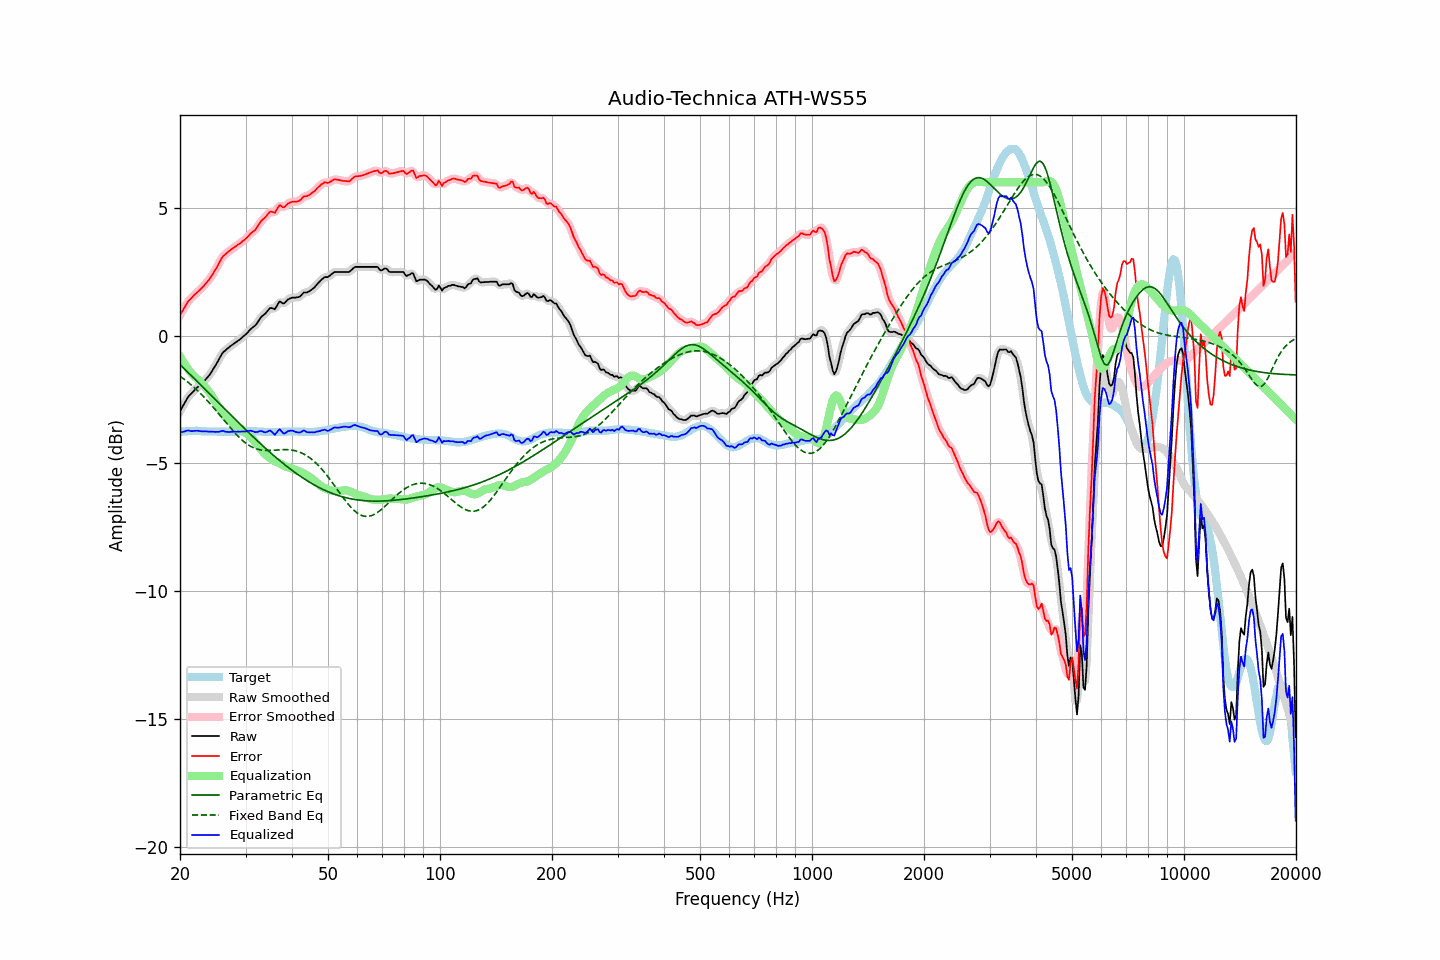 Audio-Technica ATH-WS55
Amplitude (dBr)
5
0
−5
−10
−15
−20
Target
Raw Smoothed
Error Smoothed
Raw
Error
Equalization
Parametric Eq
Fixed Band Eq
Equalized
20 50 100 200 500 1000 2000 5000 10000 20000
Frequency (Hz)